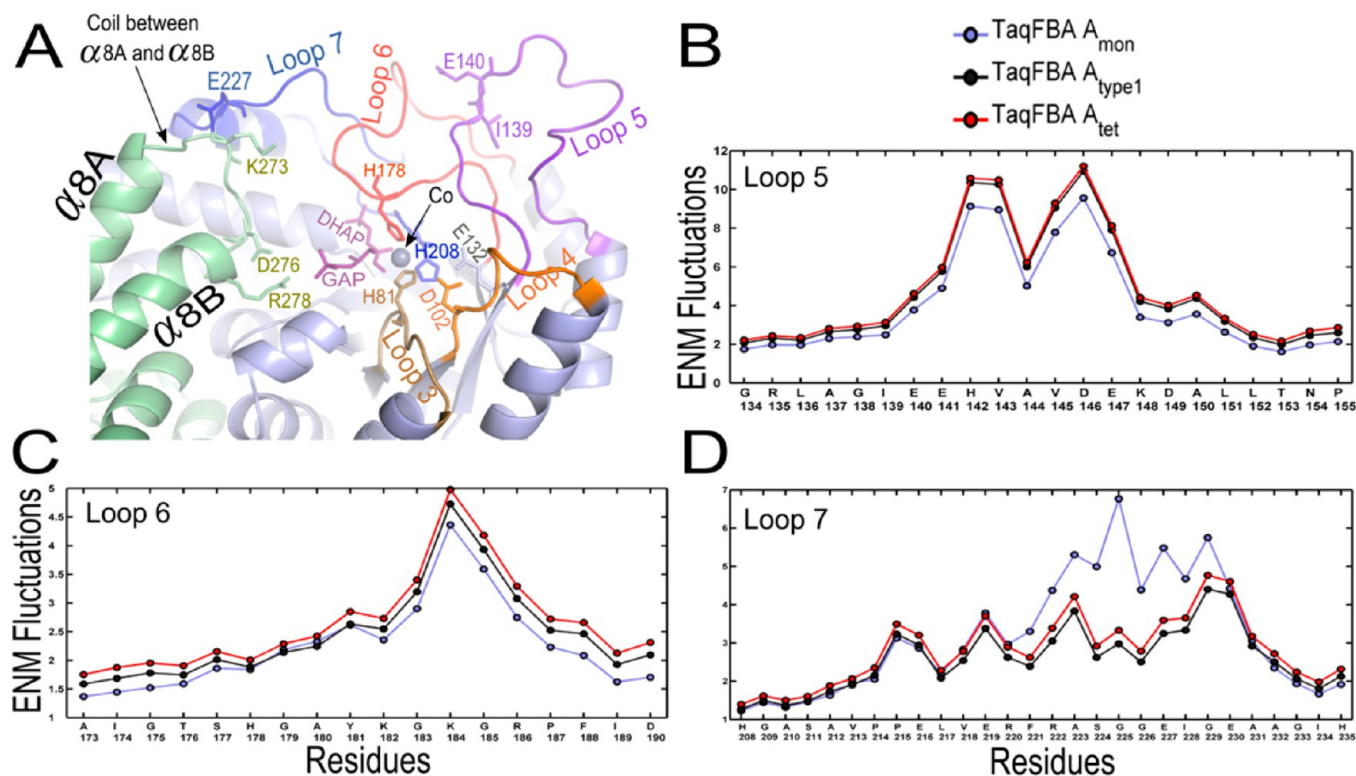 A
Coil between
α8A and α8B
E227
Loop 7
Loop 6
E140
I139
Loop 5
α8A
K273
H178
Co
DHAP
GAP
H208
E132
D276
R278
α8B
H81
D102
Loop 4
Loop 3
B
TaqFBA Amon
TaqFBA Atype1
TaqFBA Atet
ENM Fluctuations
Loop 5
12
10
8
6
4
2
0
G R L A G I E E H V A V D E K D A L L T N P
134 135 136 137 138 139 140 141 142 143 144 145 146 147 148 149 150 151 152 153 154 155
C
ENM Fluctuations
Loop 6
5
4.5
4
3.5
3
2.5
2
1.5
1
A I G T S H G A Y K G K G R P F I D
173 174 175 176 177 178 179 180 181 182 183 184 185 186 187 188 189 190
Residues
D
ENM Fluctuations
Loop 7
7
6
5
4
3
2
1
H G A S A V P P E L V E R F R A S G G E G G E A A G I H
208 209 210 211 212 213 214 215 216 217 218 219 220 221 222 223 224 225 226 227 228 229 230 231 232 233 234 235
Residues